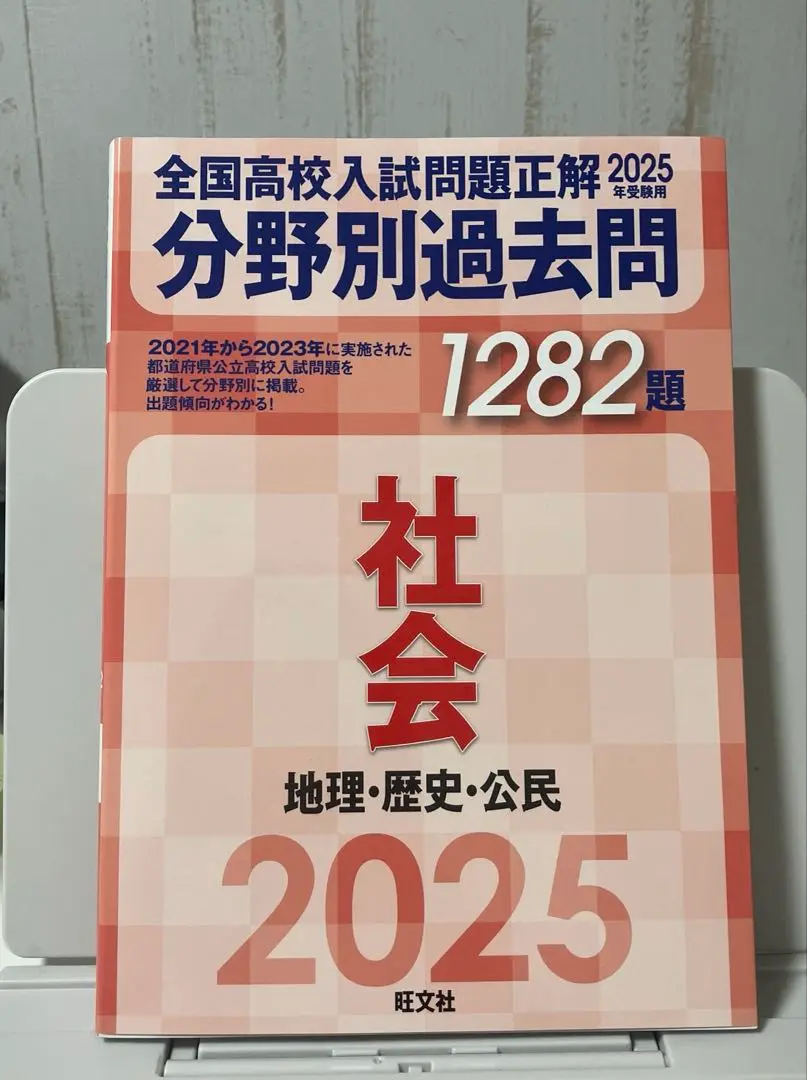 全国高校入試問題正解 2025年受験用
分野別過去問
2021年から2023年に実施された
都道府県公立高校入試問題を
厳選して分野別に掲載。
出題傾向がわかる!
1282題
社会
地理・歴史・公民
2025
旺文社